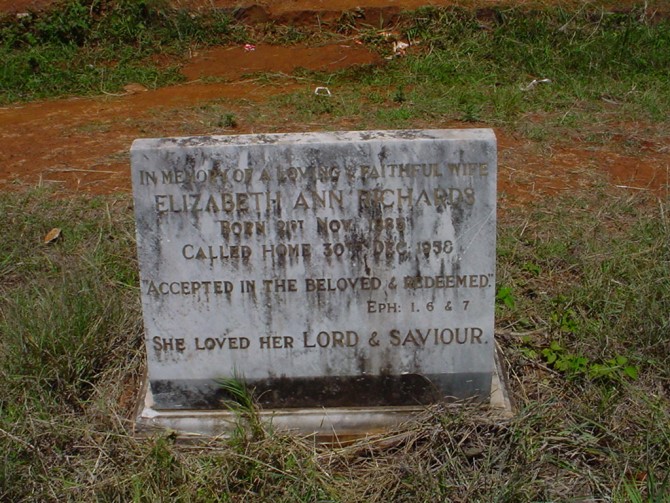 IN MEMORY OF A LOVING & FAITHFUL WIFE
ELIZABETH ANN RICHARDS
BORN 21ST NOV.
CALLED HOME 30TH DEC. 1958
"ACCEPTED IN THE BELOVED & REDEEMED."
EPH: 1. 6 & 7
SHE LOVED HER LORD & SAVIOUR.